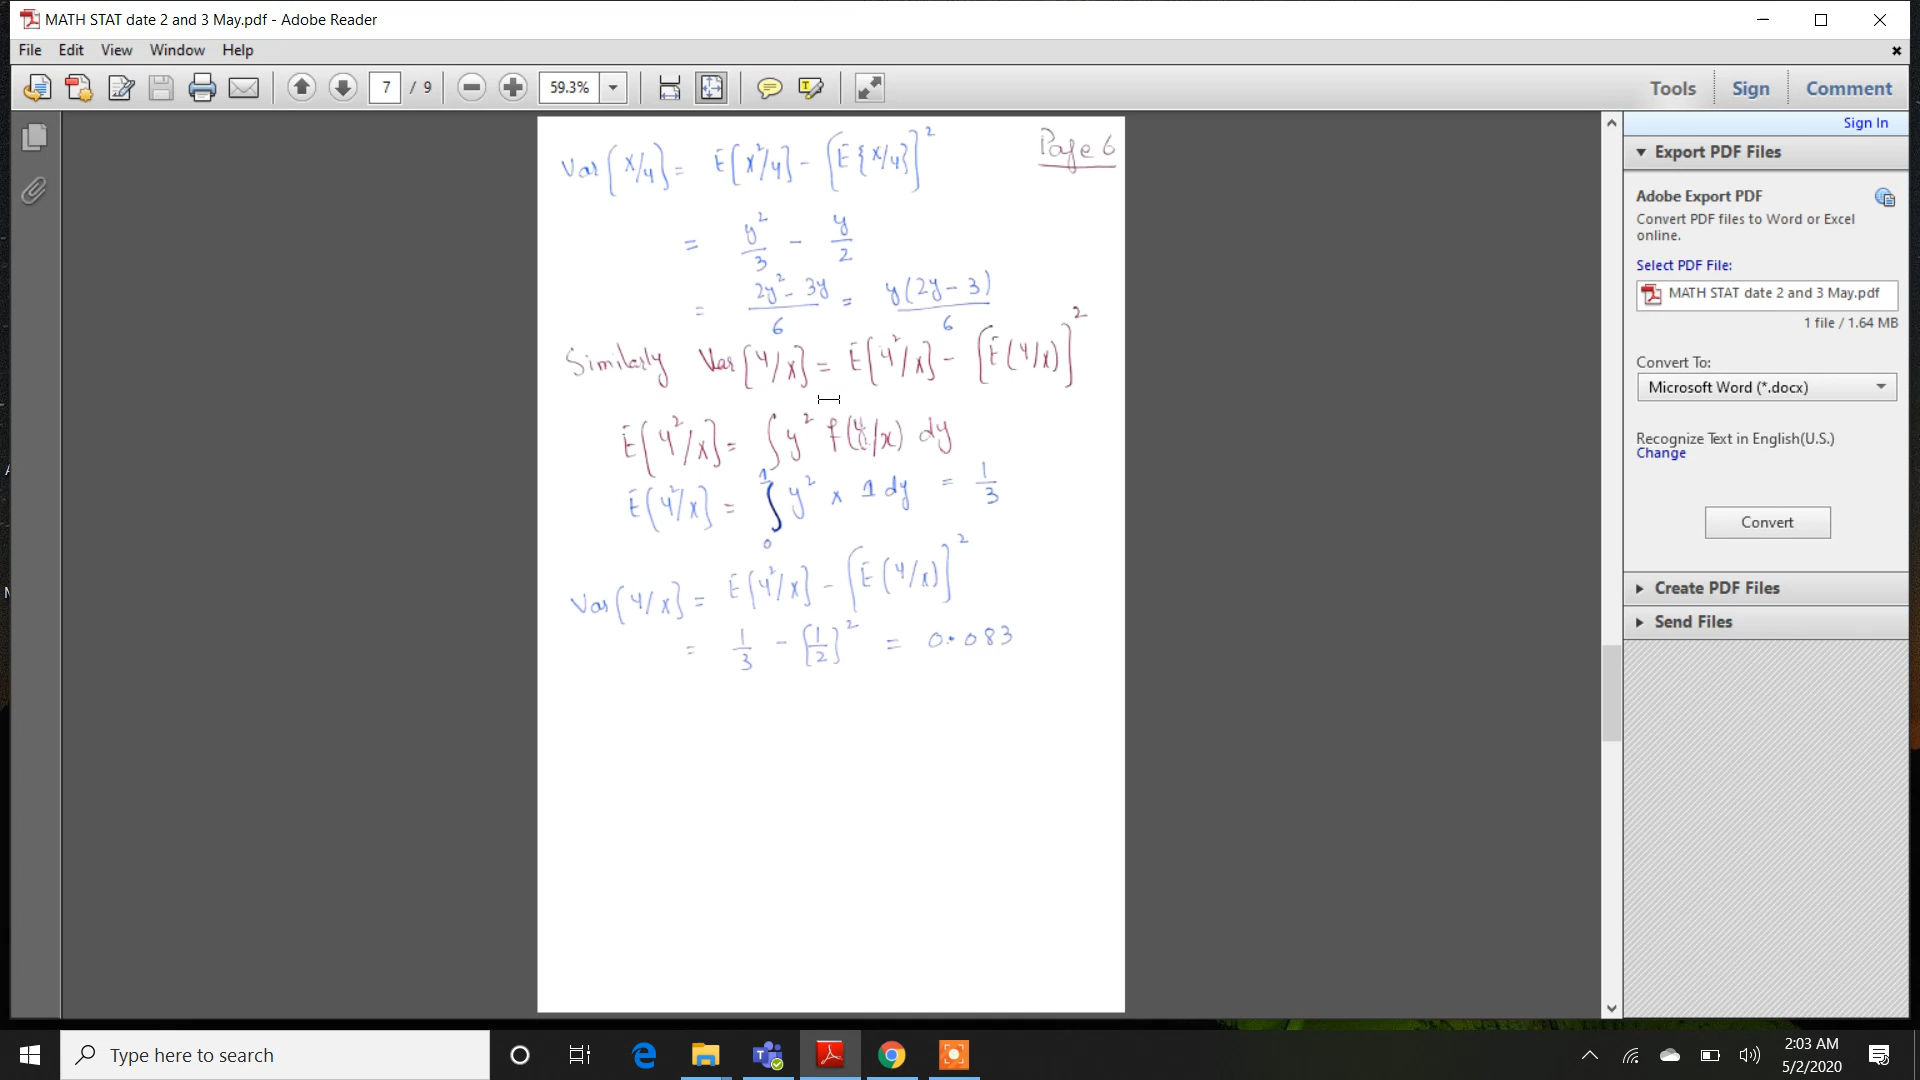 MATH STAT date 2 and 3 May.pdf - Adobe Reader
File Edit View Window Help
7 / 9 59.3% Tools Sign Comment
Sign In
Export PDF Files
Adobe Export PDF
Convert PDF files to Word or Excel
online.
Select PDF File:
MATH STAT date 2 and 3 May.pdf
1 file / 1.64 MB
Convert To:
Microsoft Word (*.docx)
Recognize Text in English(U.S.)
Change
Convert
Create PDF Files
Send Files
Page 6
Var[X/Y] = E[X²/Y] - [E{X/Y}]²
= y²/3 - y/2
= (2y² - 3y)/6 = y(2y - 3)/6
Similarly Var[Y/X] = E[Y²/X] - [E(Y/X)]²
E[Y²/X] = ∫ y² f(y/x) dy
E[Y²/X] = ∫₀¹ y² × 1 dy = 1/3
Var[Y/X] = E[Y²/X] - [E(Y/X)]²
= 1/3 - [1/2]² = 0.083
Type here to search
2:03 AM
5/2/2020